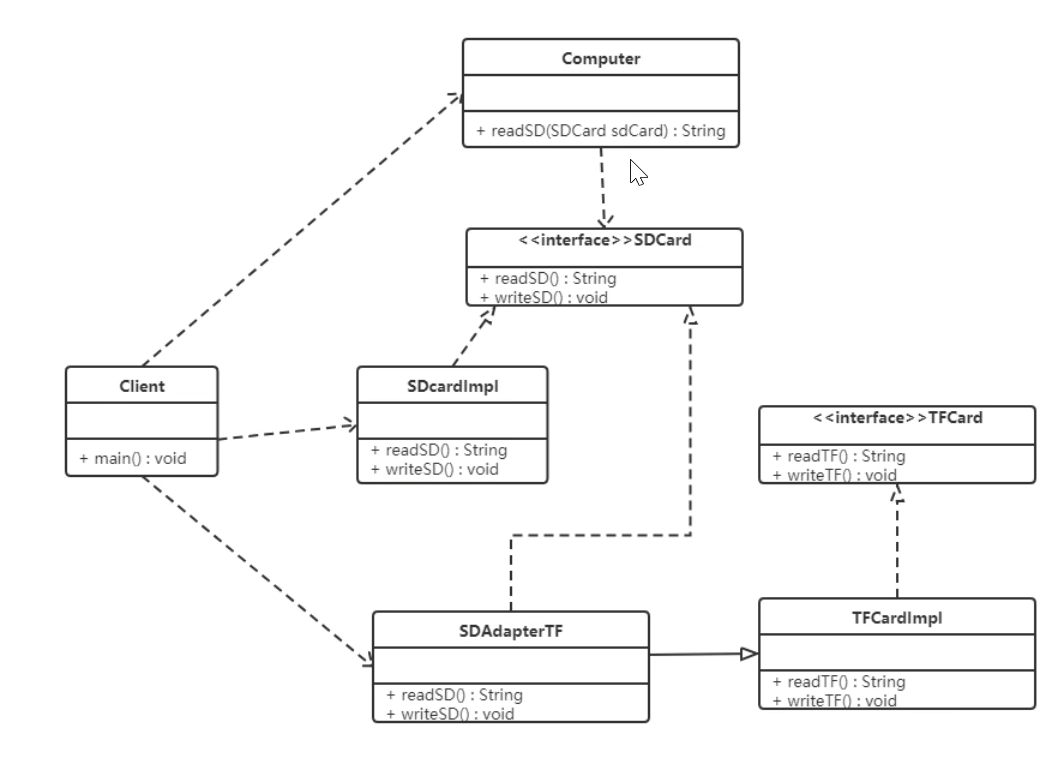 Computer
+ readSD(SDCard sdCard) : String
<<interface>>SDCard
+ readSD() : String
+ writeSD() : void
Client
+ main() : void
SDcardImpl
+ readSD() : String
+ writeSD() : void
<<interface>>TFCard
+ readTF() : String
+ writeTF() : void
SDAdapterTF
+ readSD() : String
+ writeSD() : void
TFCardImpl
+ readTF() : String
+ writeTF() : void